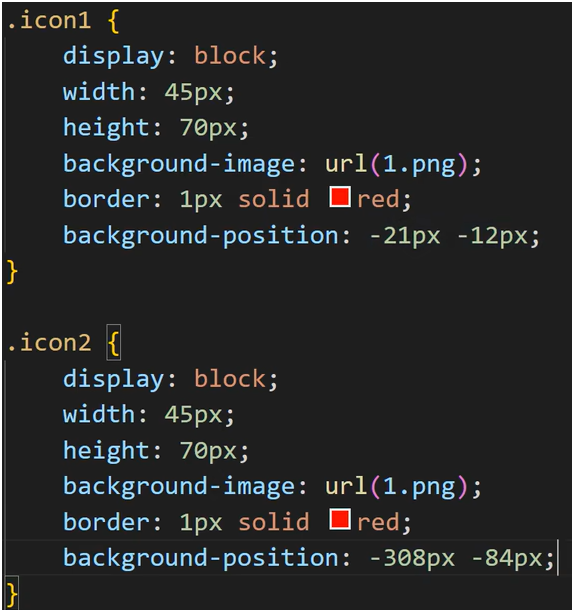 .icon1 {
    display: block;
    width: 45px;
    height: 70px;
    background-image: url(1.png);
    border: 1px solid red;
    background-position: -21px -12px;
}

.icon2 {
    display: block;
    width: 45px;
    height: 70px;
    background-image: url(1.png);
    border: 1px solid red;
    background-position: -308px -84px;
}